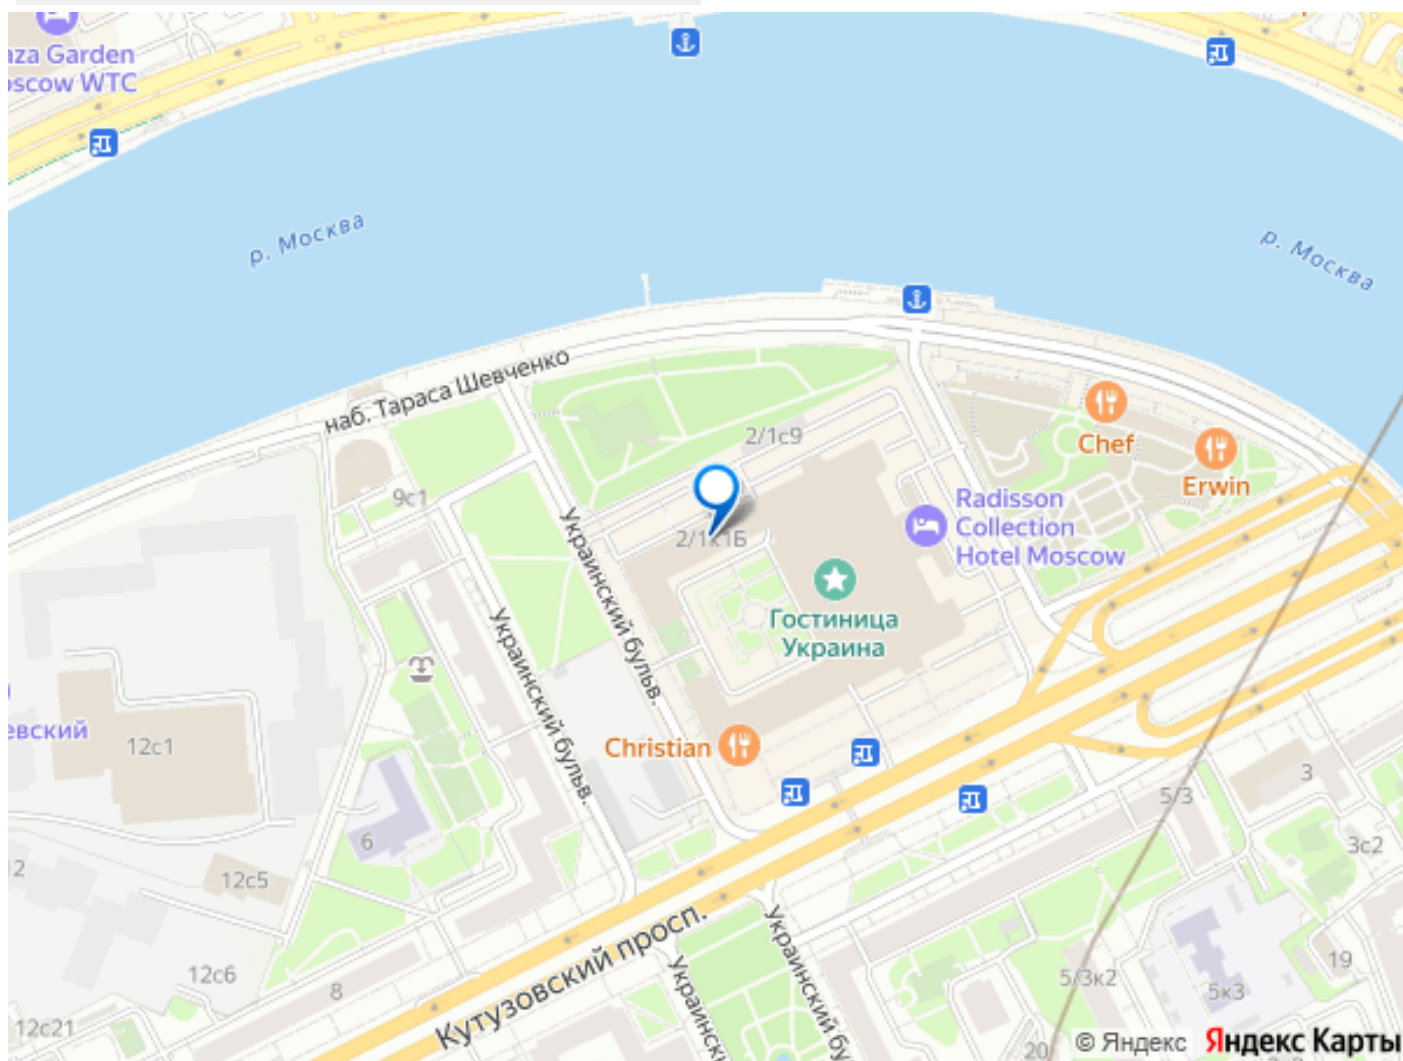 aza Garden
oscow WTC
р. Москва
р. Москва
наб. Тараса Шевченко
2/1с9
Chef
Erwin
9с1
Radisson
Collection
Hotel Moscow
2/1к1Б
Украинский бульв.
Гостиница
Украина
Украинский бульв.
евский
12с1
Christian
3
5/3
6
3с2
12
12с5
Кутузовский просп.
Украинский бу
Украинск
12с6
8
5/3к2
5к3
19
12с21
20
© Яндекс Яндекс Карты